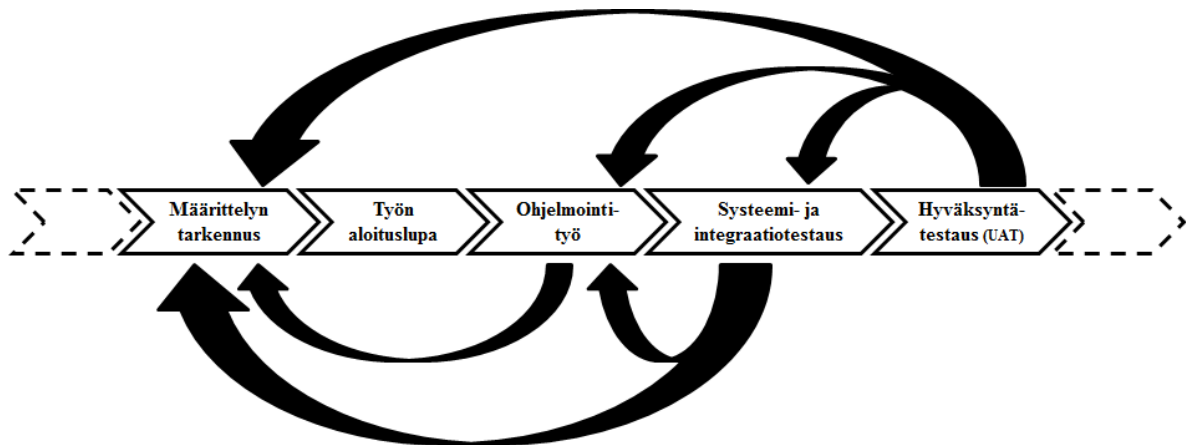 Määrittelyn
tarkennus
Työn
aloituslupa
Ohjelmointi-
työ
Systeemi- ja
integraatiotestaus
Hyväksyntä-
testaus (UAT)